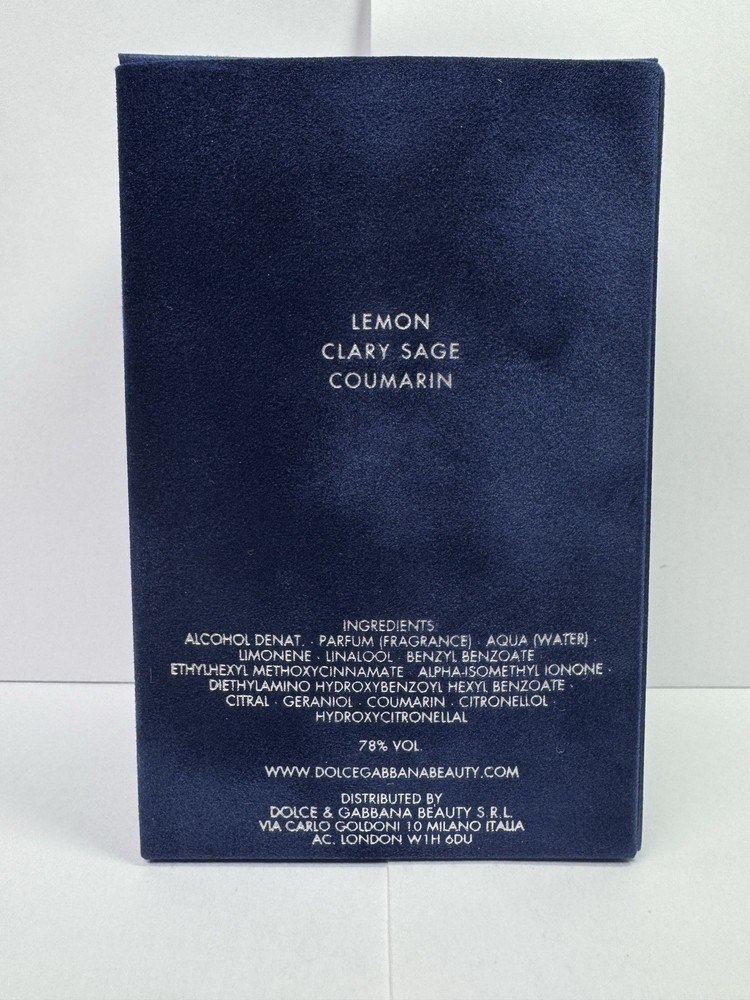 LEMON
CLARY SAGE
COUMARIN
INGREDIENTS:
ALCOHOL DENAT. · PARFUM (FRAGRANCE) · AQUA (WATER) ·
LIMONENE · LINALOOL · BENZYL BENZOATE
ETHYLHEXYL METHOXYCINNAMATE · ALPHA-ISOMETHYL IONONE ·
DIETHYLAMINO HYDROXYBENZOYL HEXYL BENZOATE ·
CITRAL · GERANIOL · COUMARIN · CITRONELLOL ·
HYDROXYCITRONELLAL
78% VOL.
WWW.DOLCEGABBANABEAUTY.COM
DISTRIBUTED BY
DOLCE & GABBANA BEAUTY S.R.L.
VIA CARLO GOLDONI 10 MILANO ITALIA
AC. LONDON W1H 6DU